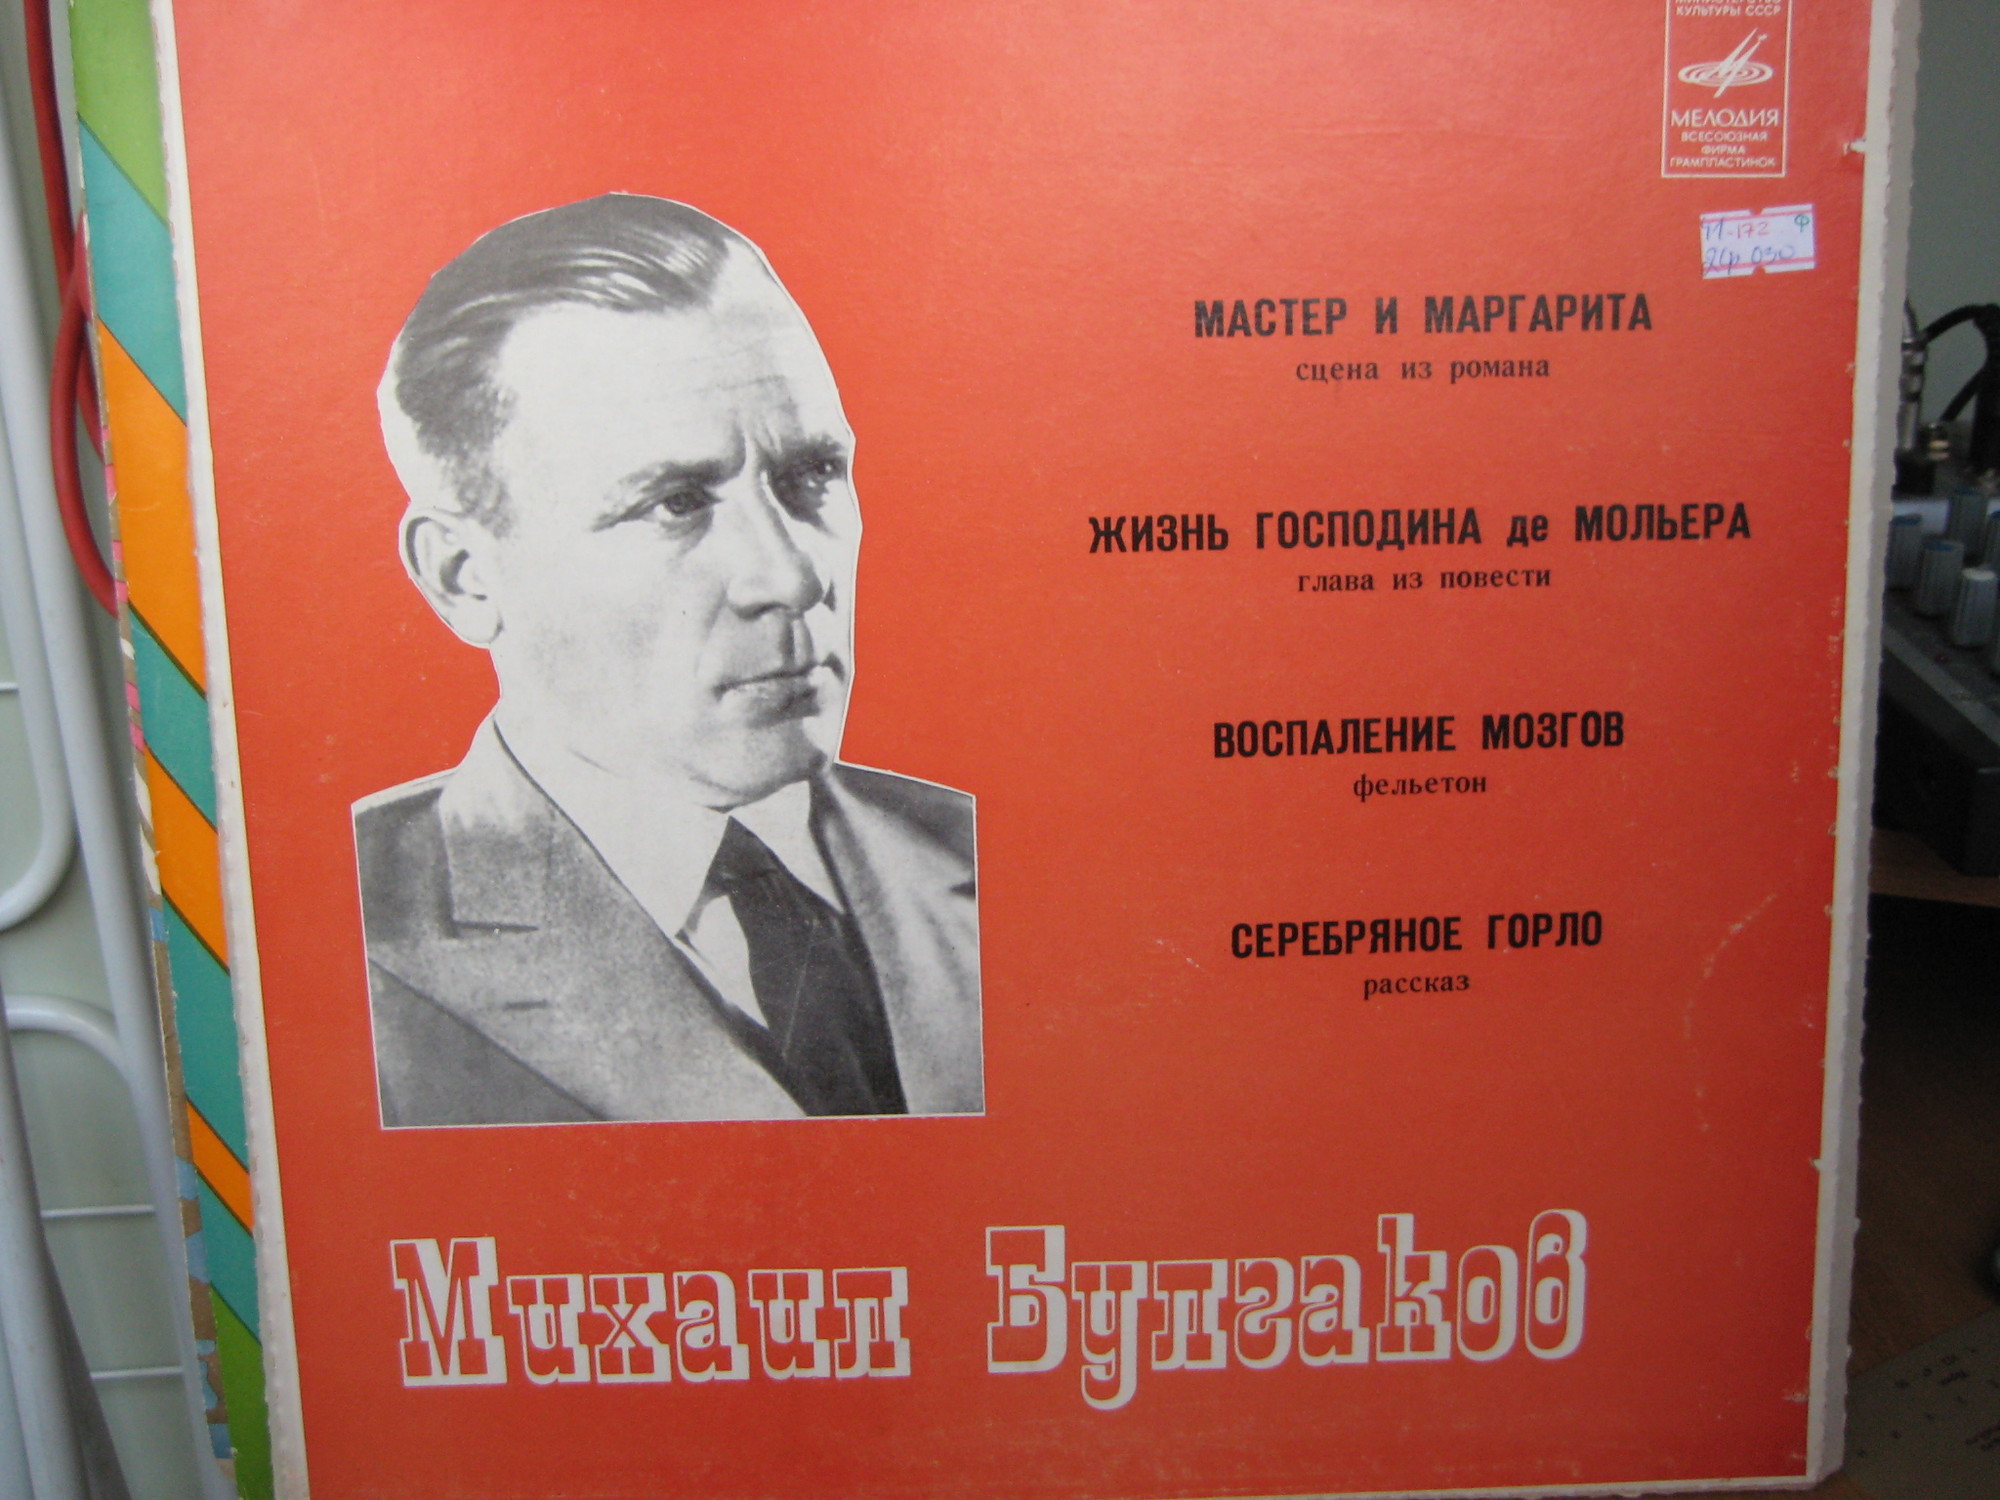 МИНИСТЕРСТВО
КУЛЬТУРЫ СССР
МЕЛОДИЯ
ВСЕСОЮЗНАЯ
ФИРМА
ГРАМПЛАСТИНОК
МАСТЕР И МАРГАРИТА
сцена из романа
ЖИЗНЬ ГОСПОДИНА де МОЛЬЕРА
глава из повести
ВОСПАЛЕНИЕ МОЗГОВ
фельетон
СЕРЕБРЯНОЕ ГОРЛО
рассказ
Михаил Булгаков